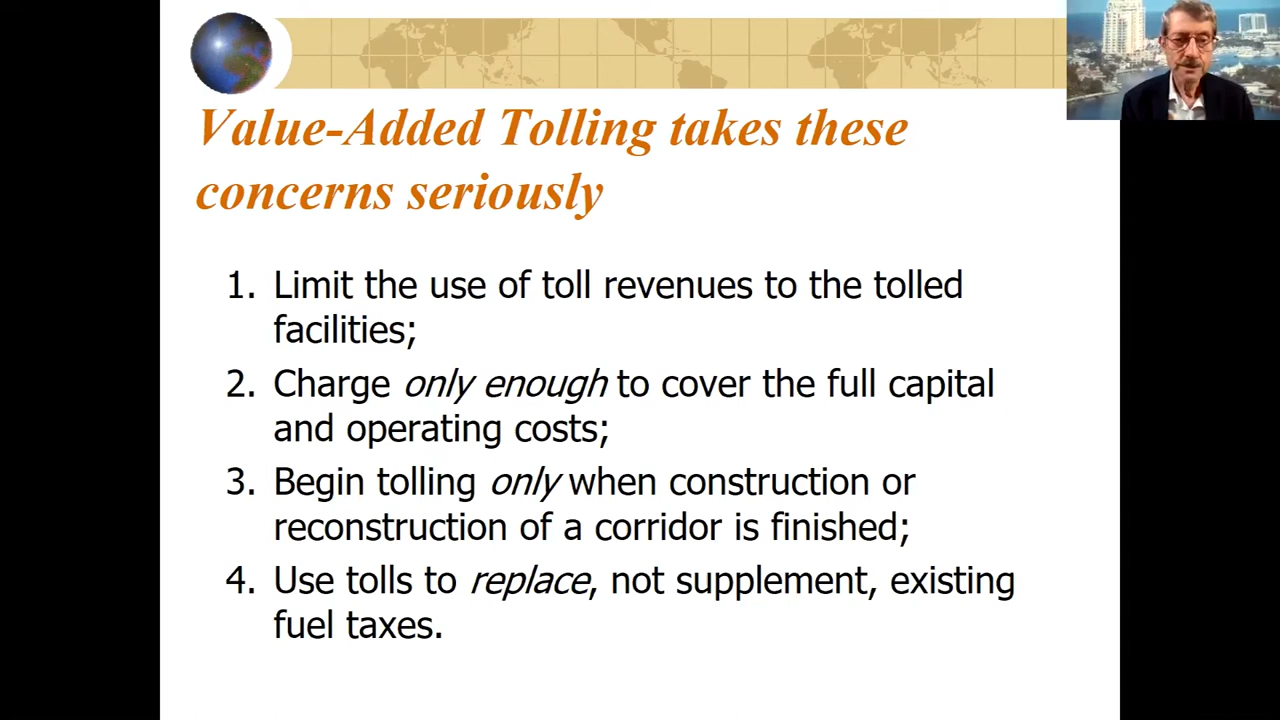 Value-Added Tolling takes these
concerns seriously
1. Limit the use of toll revenues to the tolled
facilities;
2. Charge only enough to cover the full capital
and operating costs;
3. Begin tolling only when construction or
reconstruction of a corridor is finished;
4. Use tolls to replace, not supplement, existing
fuel taxes.